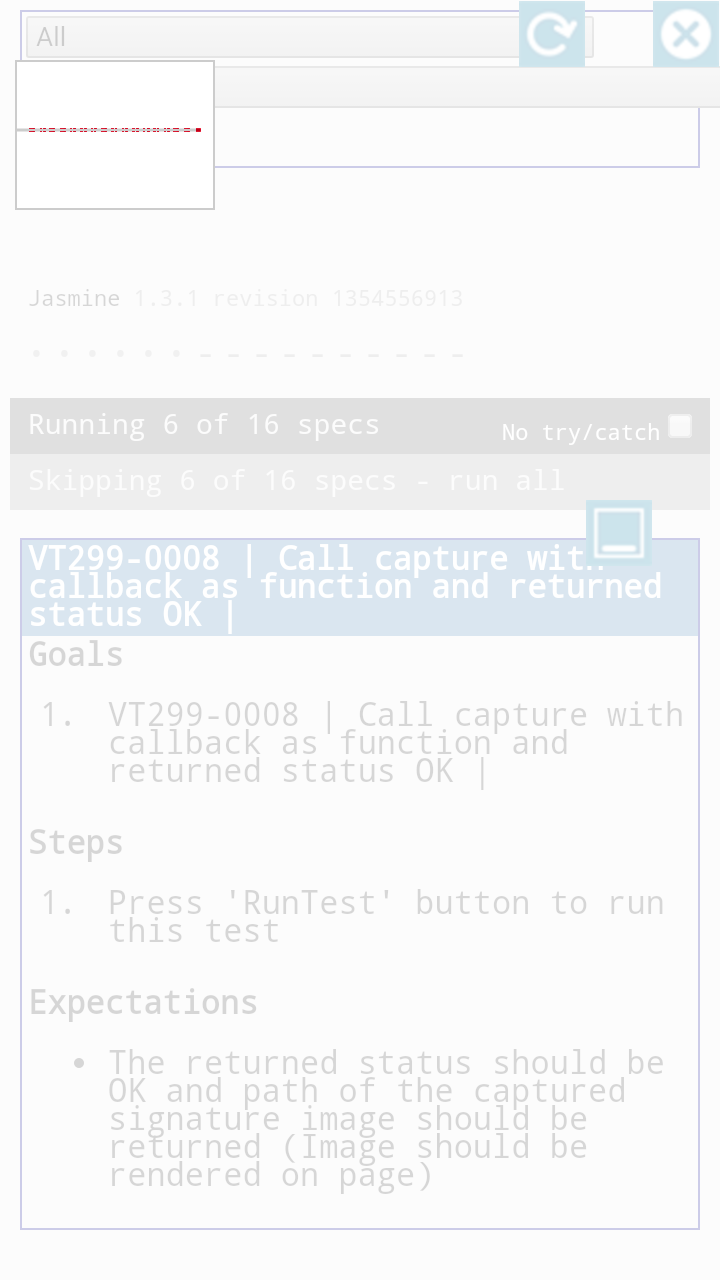 All
Jasmine 1.3.1 revision 1354556913
Running 6 of 16 specs
No try/catch
Skipping 6 of 16 specs - run all
VT299-0008 | Call capture with
callback as function and returned
status OK |
Goals
1. VT299-0008 | Call capture with
callback as function and
returned status OK |
Steps
1. Press 'RunTest' button to run
this test
Expectations
• The returned status should be
OK and path of the captured
signature image should be
returned (Image should be
rendered on page)